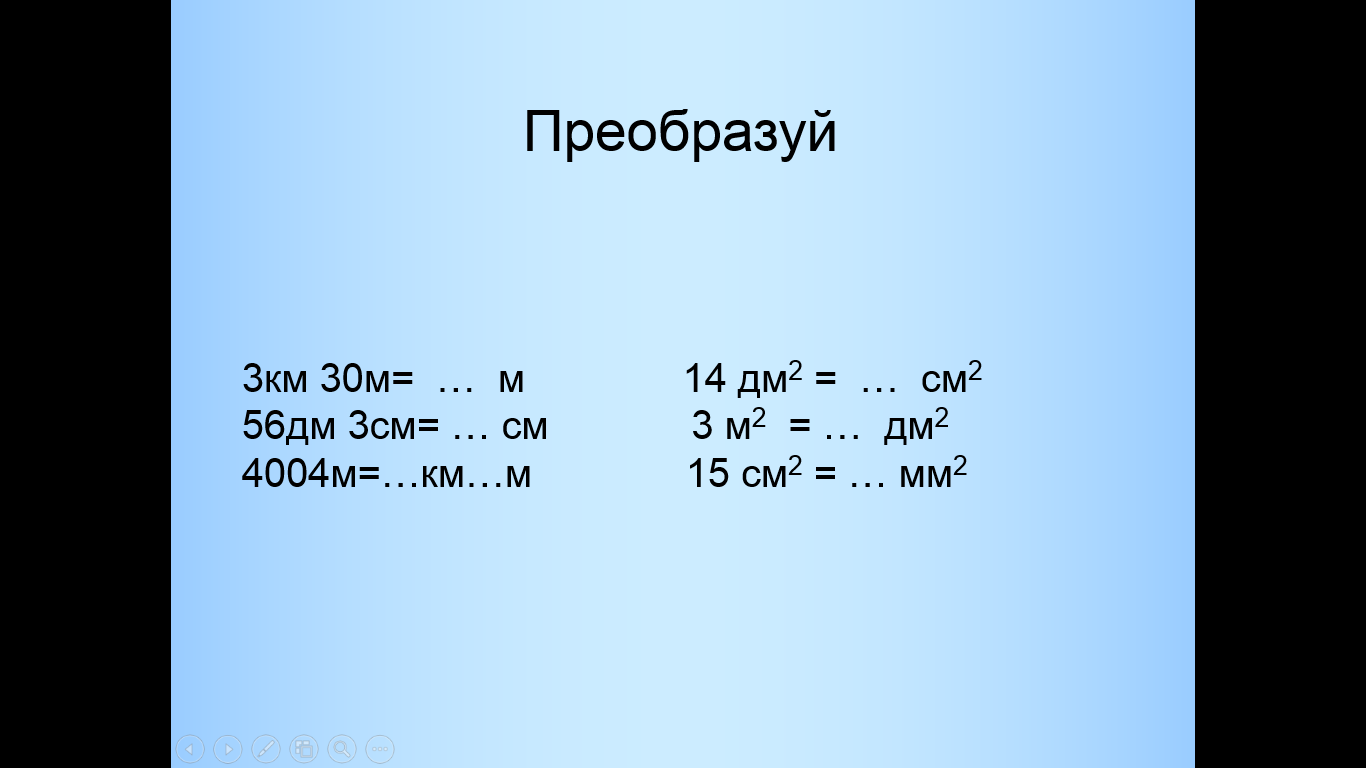 Преобразуй
3км 30м= … м 14 дм² = … см²
56дм 3см= … см 3 м² = … дм²
4004м=…км…м 15 см² = … мм²